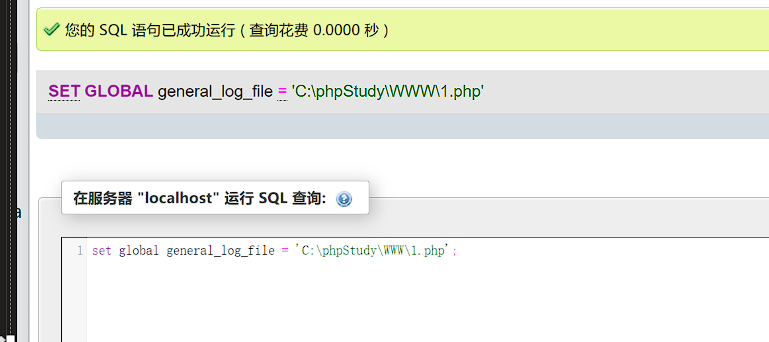 您的 SQL 语句已成功运行 ( 查询花费 0.0000 秒 )
SET GLOBAL general_log_file = 'C:\phpStudy\WWW\1.php'
在服务器 "localhost" 运行 SQL 查询:
1 set global general_log_file = 'C:\phpStudy\WWW\1.php';